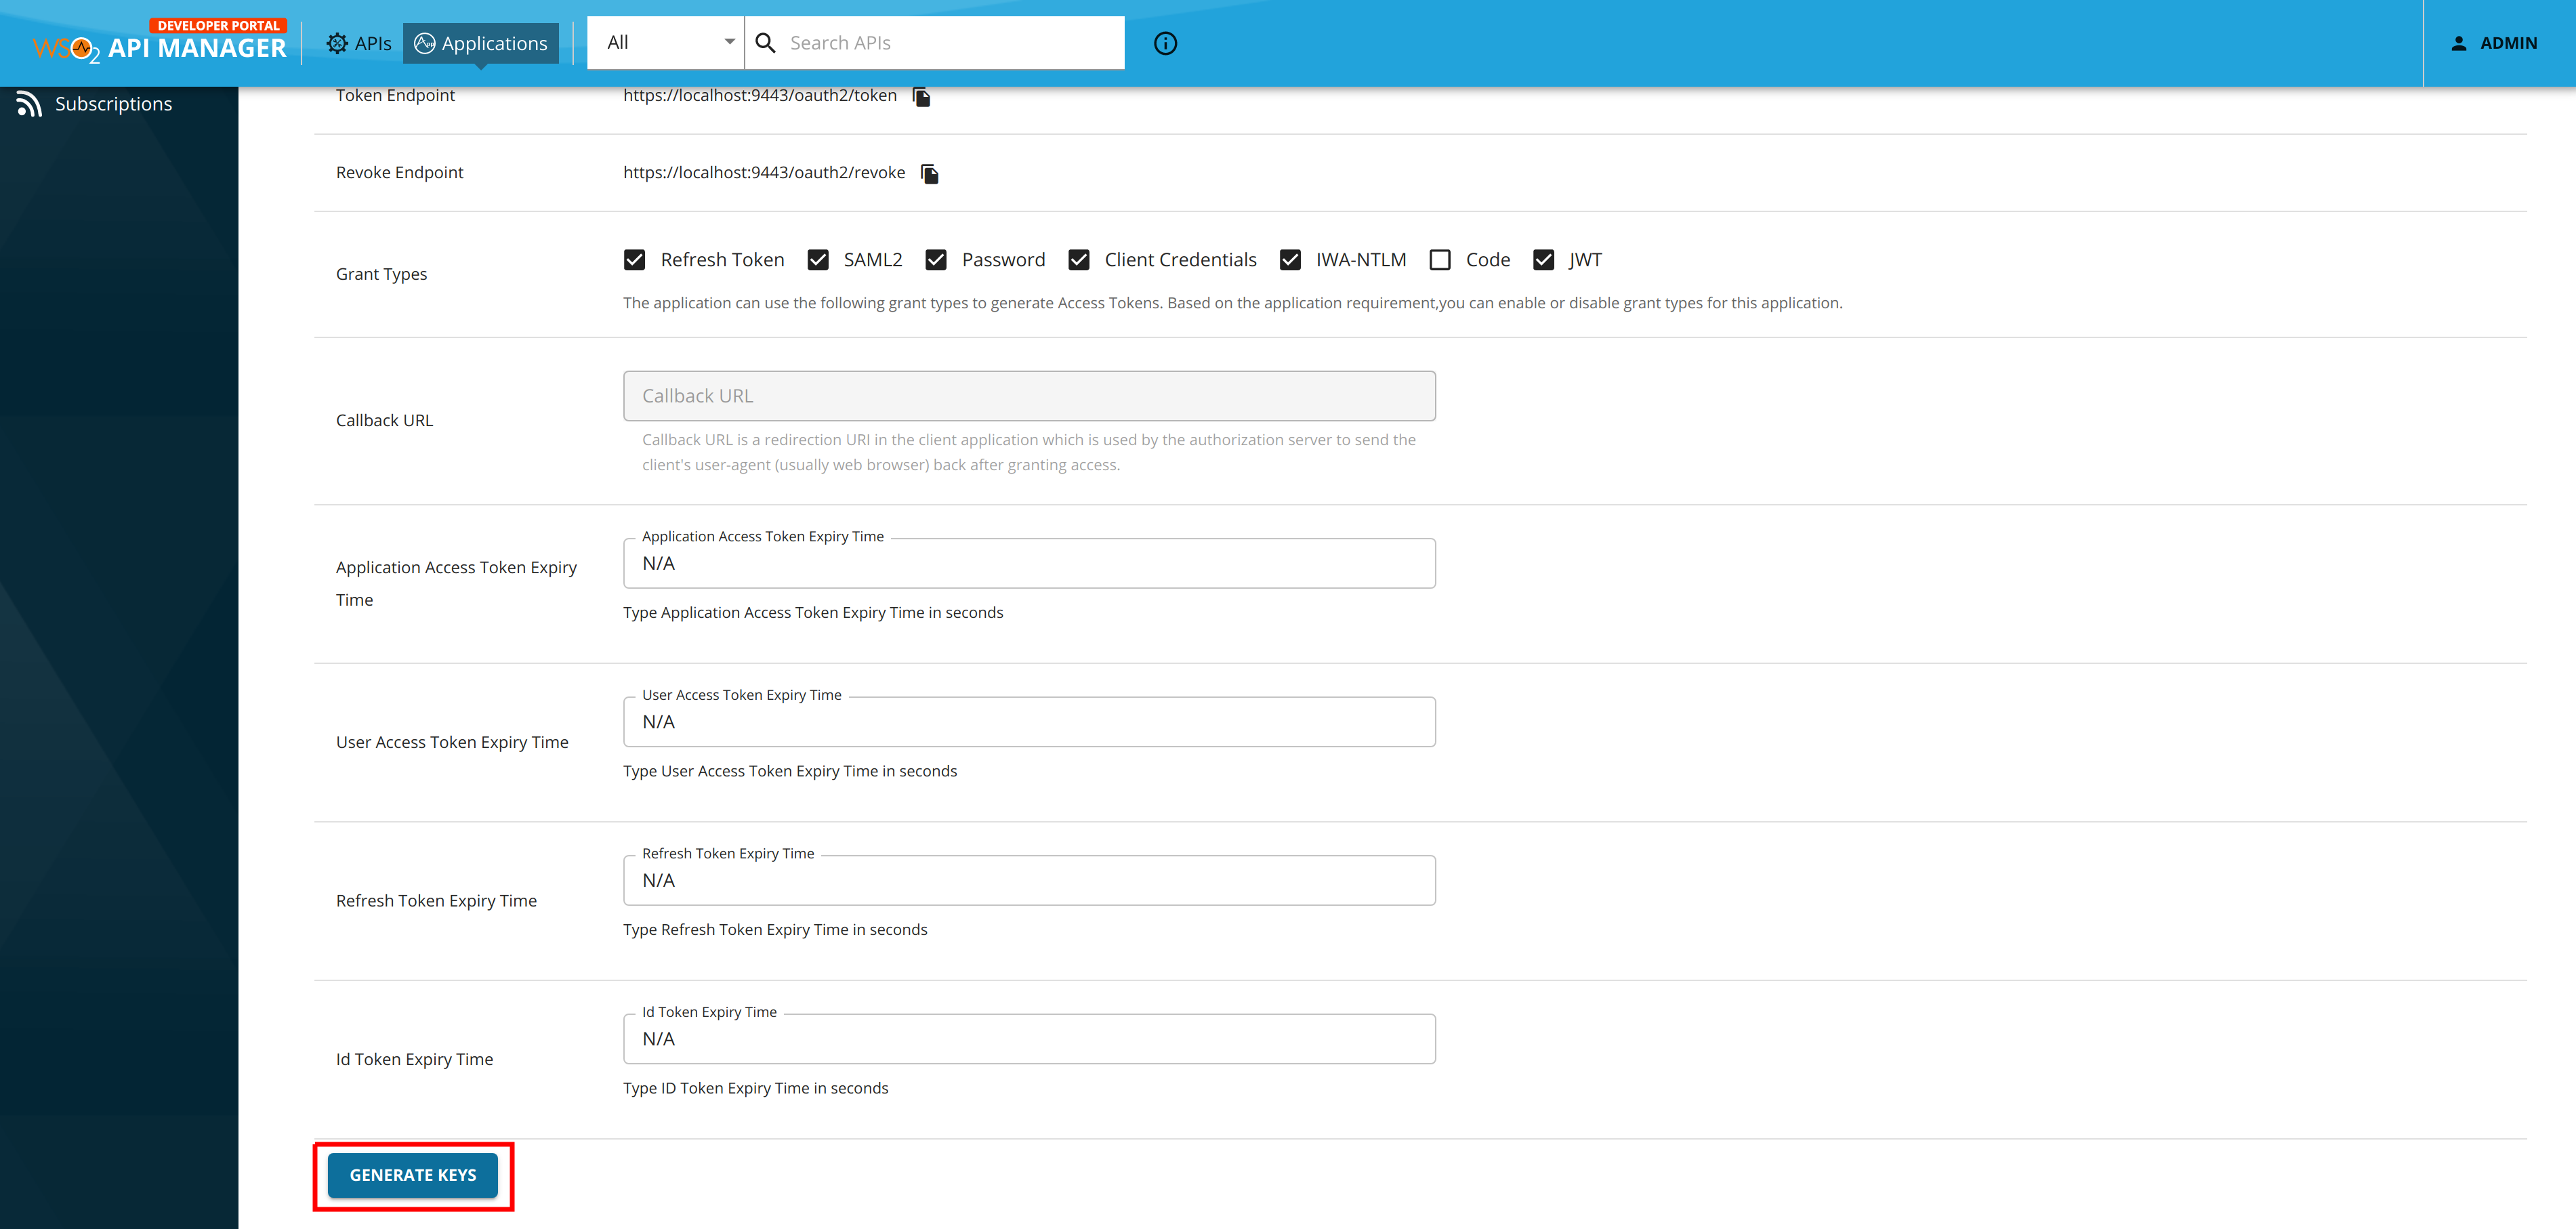 DEVELOPER PORTAL
WSO2 API MANAGER
APIs
Applications
All
Search APIs
ADMIN
Subscriptions
Token Endpoint
https://localhost:9443/oauth2/token
Revoke Endpoint
https://localhost:9443/oauth2/revoke
Grant Types
Refresh Token
SAML2
Password
Client Credentials
IWA-NTLM
Code
JWT
The application can use the following grant types to generate Access Tokens. Based on the application requirement,you can enable or disable grant types for this application.
Callback URL
Callback URL
Callback URL is a redirection URI in the client application which is used by the authorization server to send the
client's user-agent (usually web browser) back after granting access.
Application Access Token Expiry
Time
Application Access Token Expiry Time
N/A
Type Application Access Token Expiry Time in seconds
User Access Token Expiry Time
User Access Token Expiry Time
N/A
Type User Access Token Expiry Time in seconds
Refresh Token Expiry Time
Refresh Token Expiry Time
N/A
Type Refresh Token Expiry Time in seconds
Id Token Expiry Time
Id Token Expiry Time
N/A
Type ID Token Expiry Time in seconds
GENERATE KEYS